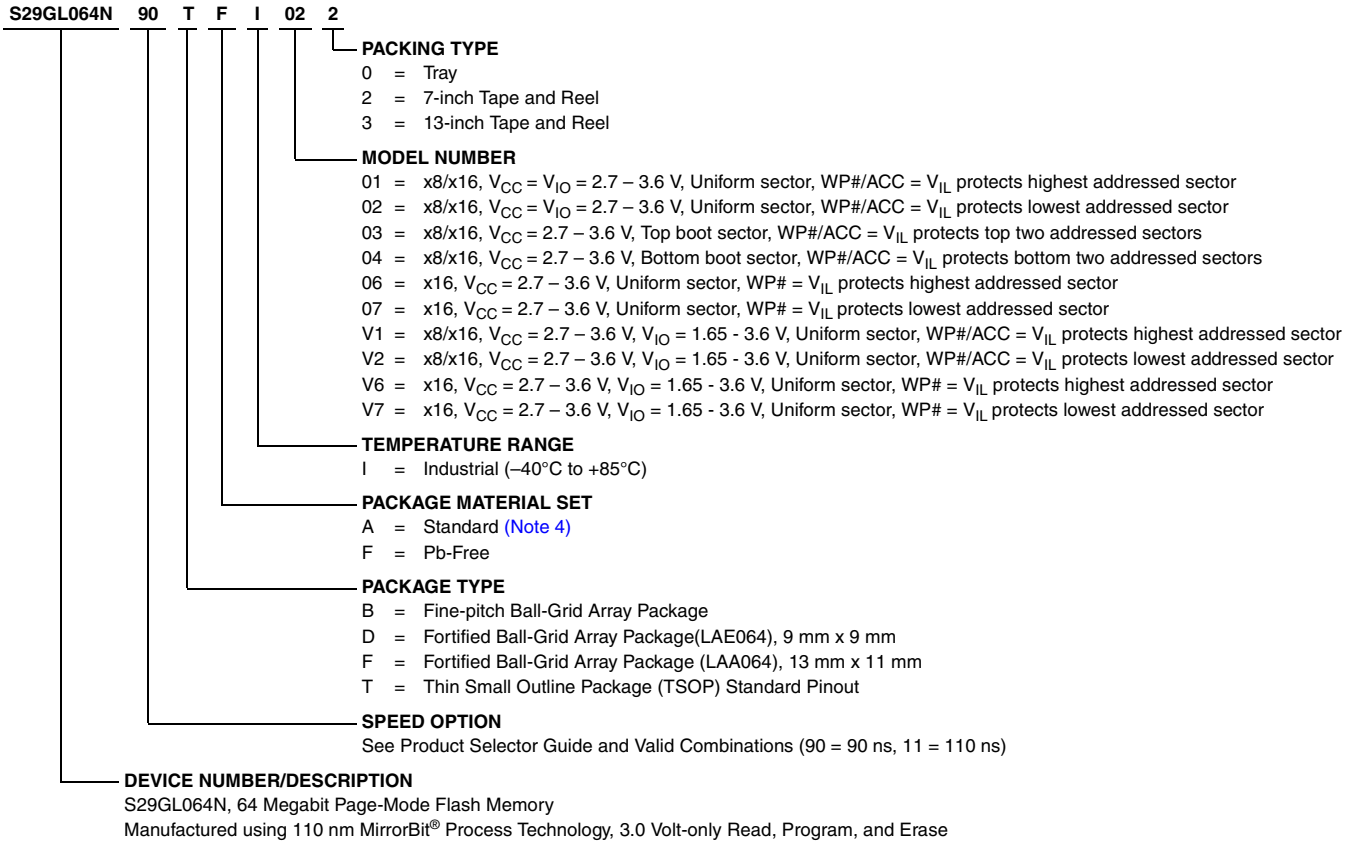 S29GL064N 90 T F I 02 2
PACKING TYPE
0 = Tray
2 = 7-inch Tape and Reel
3 = 13-inch Tape and Reel
MODEL NUMBER
01 = x8/x16, VCC = VIO = 2.7 – 3.6 V, Uniform sector, WP#/ACC = VIL protects highest addressed sector
02 = x8/x16, VCC = VIO = 2.7 – 3.6 V, Uniform sector, WP#/ACC = VIL protects lowest addressed sector
03 = x8/x16, VCC = 2.7 – 3.6 V, Top boot sector, WP#/ACC = VIL protects top two addressed sectors
04 = x8/x16, VCC = 2.7 – 3.6 V, Bottom boot sector, WP#/ACC = VIL protects bottom two addressed sectors
06 = x16, VCC = 2.7 – 3.6 V, Uniform sector, WP# = VIL protects highest addressed sector
07 = x16, VCC = 2.7 – 3.6 V, Uniform sector, WP# = VIL protects lowest addressed sector
V1 = x8/x16, VCC = 2.7 – 3.6 V, VIO = 1.65 - 3.6 V, Uniform sector, WP#/ACC = VIL protects highest addressed sector
V2 = x8/x16, VCC = 2.7 – 3.6 V, VIO = 1.65 - 3.6 V, Uniform sector, WP#/ACC = VIL protects lowest addressed sector
V6 = x16, VCC = 2.7 – 3.6 V, VIO = 1.65 - 3.6 V, Uniform sector, WP# = VIL protects highest addressed sector
V7 = x16, VCC = 2.7 – 3.6 V, VIO = 1.65 - 3.6 V, Uniform sector, WP# = VIL protects lowest addressed sector
TEMPERATURE RANGE
I = Industrial (–40°C to +85°C)
PACKAGE MATERIAL SET
A = Standard (Note 4)
F = Pb-Free
PACKAGE TYPE
B = Fine-pitch Ball-Grid Array Package
D = Fortified Ball-Grid Array Package(LAE064), 9 mm x 9 mm
F = Fortified Ball-Grid Array Package (LAA064), 13 mm x 11 mm
T = Thin Small Outline Package (TSOP) Standard Pinout
SPEED OPTION
See Product Selector Guide and Valid Combinations (90 = 90 ns, 11 = 110 ns)
DEVICE NUMBER/DESCRIPTION
S29GL064N, 64 Megabit Page-Mode Flash Memory
Manufactured using 110 nm MirrorBit® Process Technology, 3.0 Volt-only Read, Program, and Erase